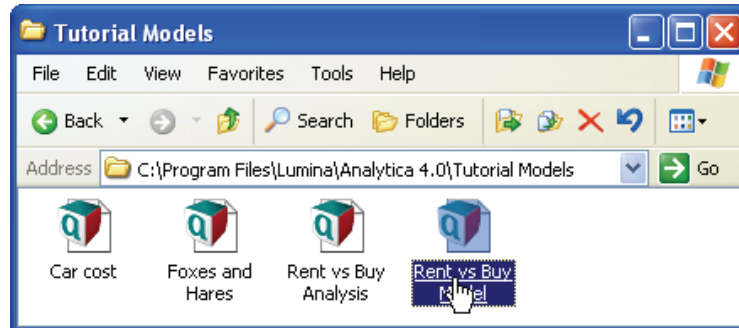 Tutorial Models
File Edit View Favorites Tools Help
Back Search Folders
Address C:\Program Files\Lumina\Analytica 4.0\Tutorial Models Go
Car cost
Foxes and
Hares
Rent vs Buy
Analysis
Rent vs Buy
Model